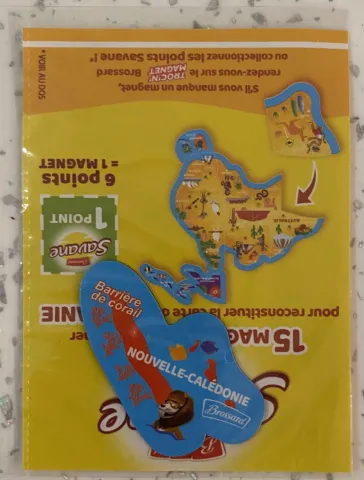 Barrière
de corail
NOUVELLE-CALÉDONIE
Brossard
15 MAG
ANIE
pour reconstituer la carte d
Savane
1 POINT
6 points
= 1 MAGNET
AUSTRALIE
S'il vous manque un magnet,
rendez-vous sur le TROC'IN MAGNET Brossard
ou collectionnez les points Savane*!
* VOIR AU DOS